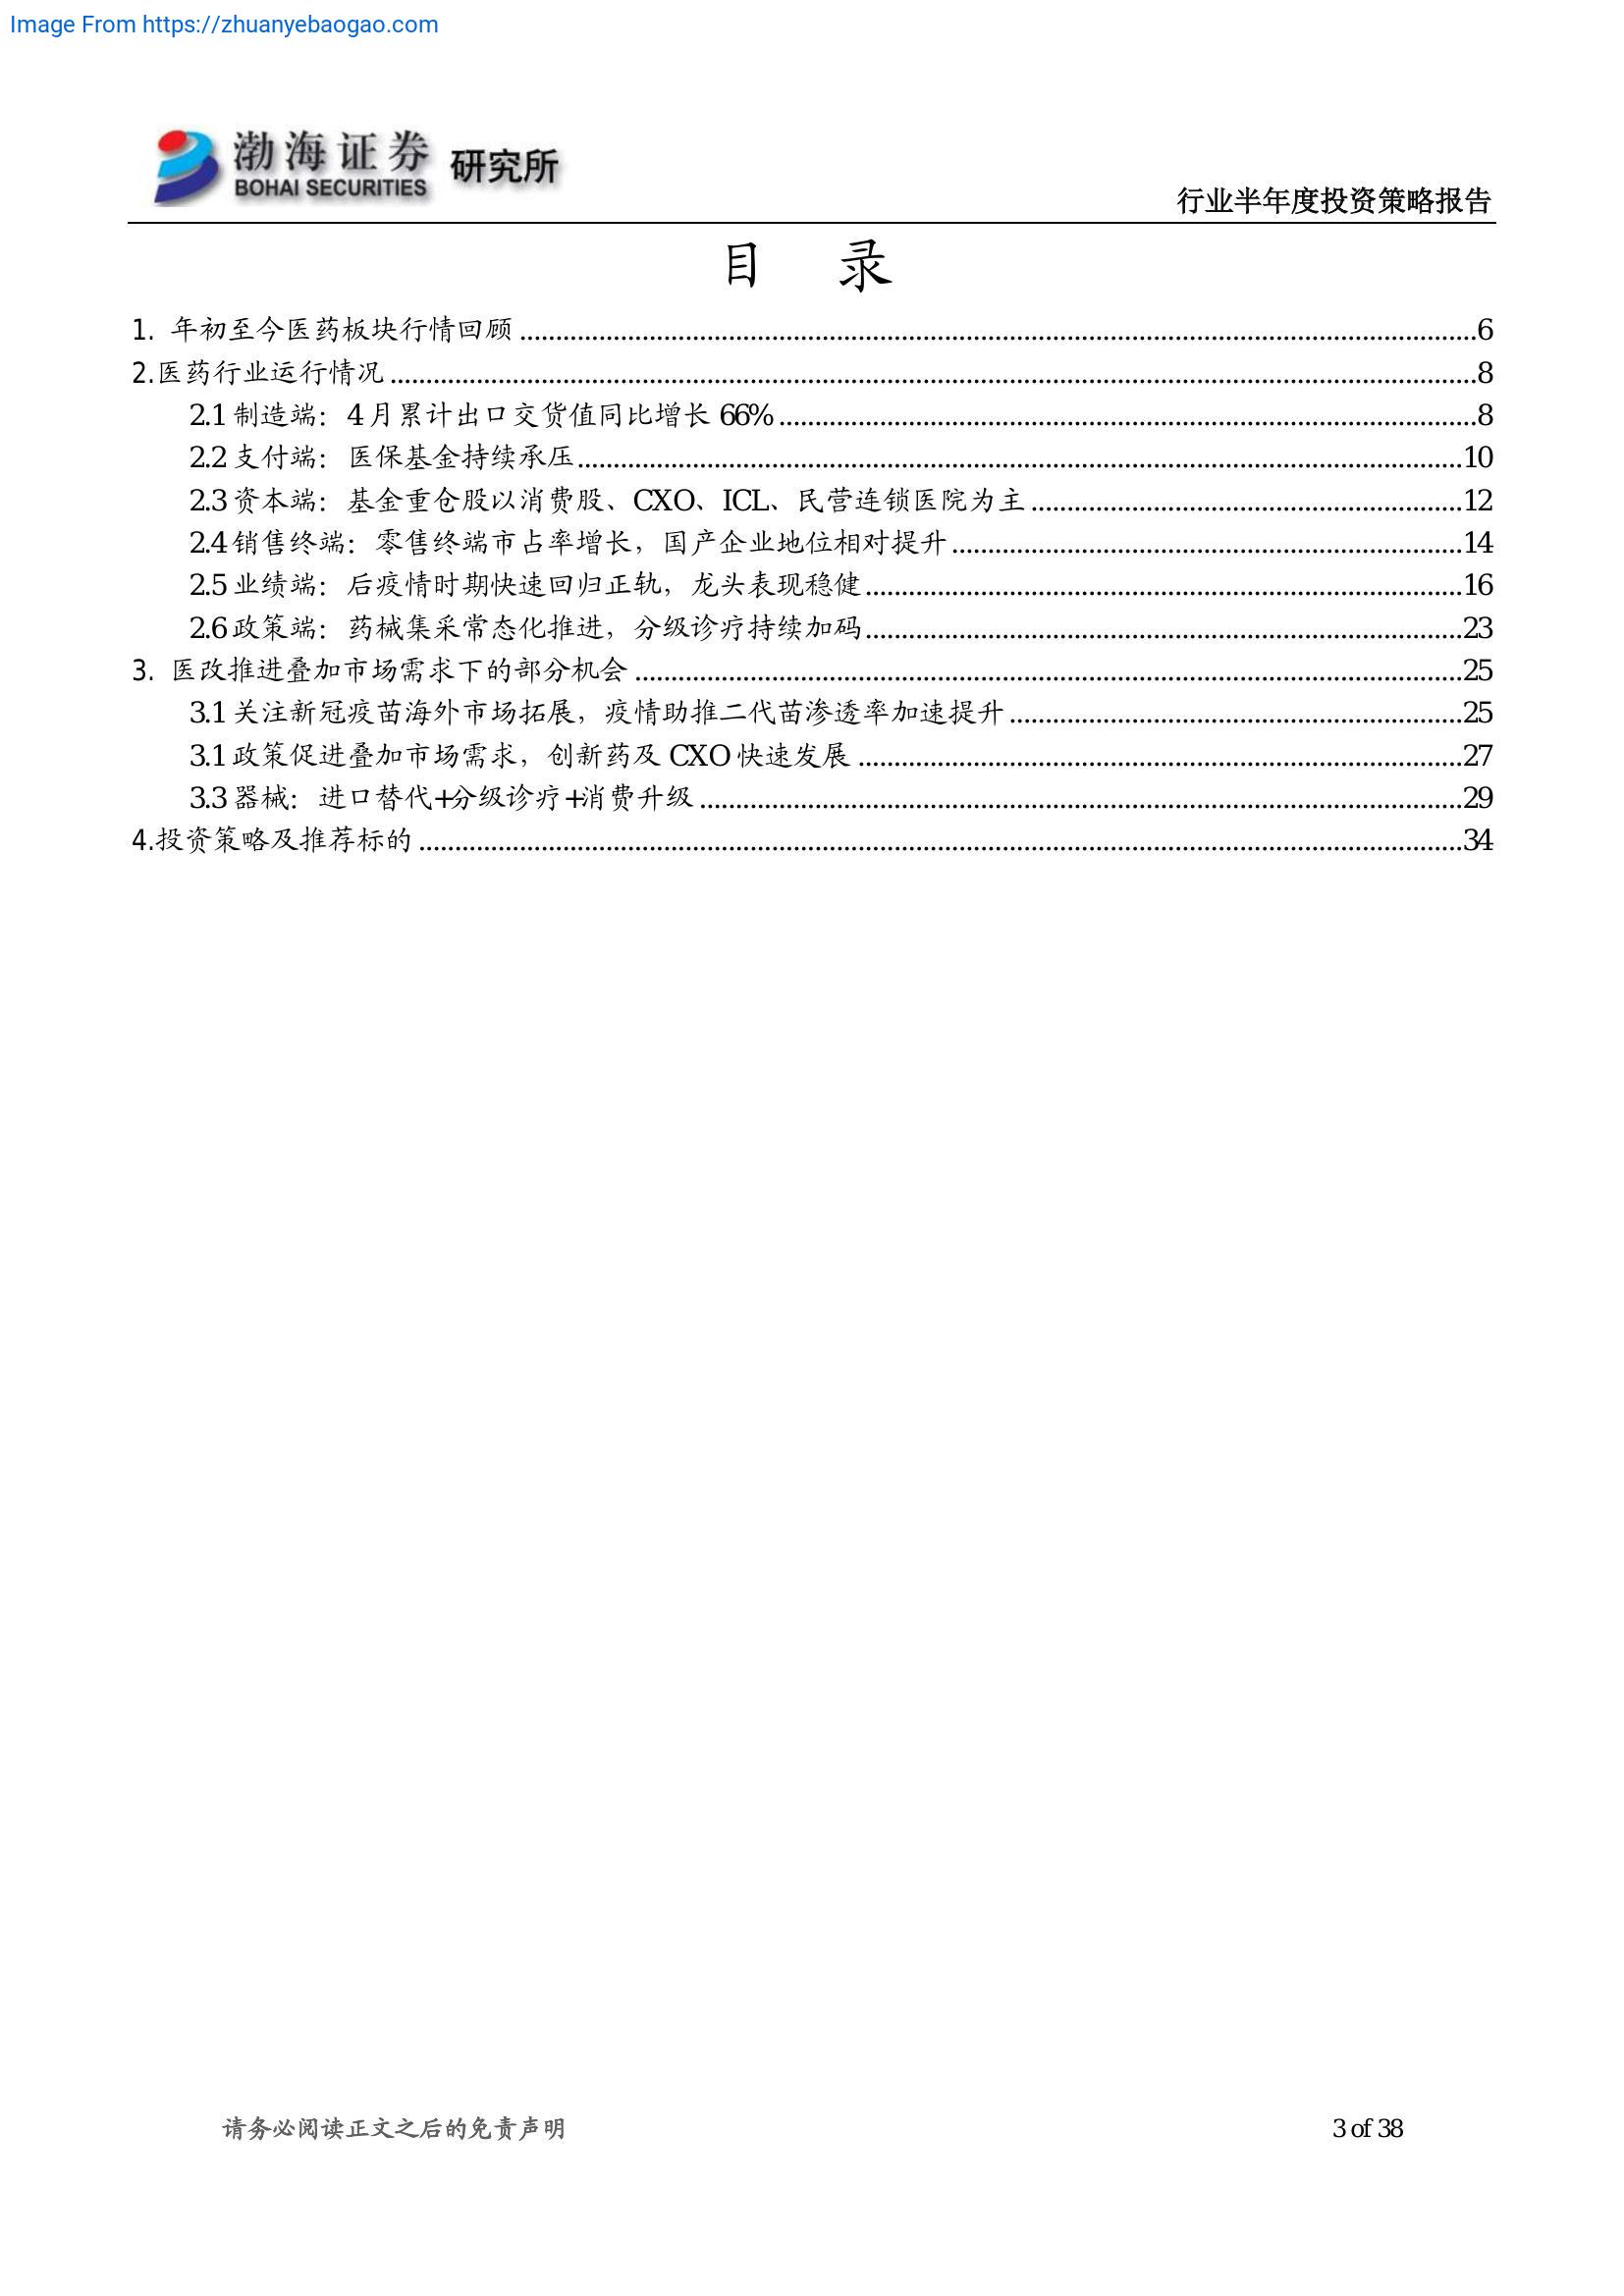 Image From https://zhuanyebaogao.com
渤海证券 研究所
BOHAI SECURITIES
行业半年度投资策略报告
目 录
1. 年初至今医药板块行情回顾 ........ 6
2.医药行业运行情况 ........ 8
2.1 制造端：4 月累计出口交货值同比增长 66% ........ 8
2.2 支付端：医保基金持续承压 ........ 10
2.3 资本端：基金重仓股以消费股、CXO、ICL、民营连锁医院为主 ........ 12
2.4 销售终端：零售终端市占率增长，国产企业地位相对提升 ........ 14
2.5 业绩端：后疫情时期快速回归正轨，龙头表现稳健 ........ 16
2.6 政策端：药械集采常态化推进，分级诊疗持续加码 ........ 23
3. 医改推进叠加市场需求下的部分机会 ........ 25
3.1 关注新冠疫苗海外市场拓展，疫情助推二代苗渗透率加速提升 ........ 25
3.1 政策促进叠加市场需求，创新药及 CXO 快速发展 ........ 27
3.3 器械：进口替代+分级诊疗+消费升级 ........ 29
4.投资策略及推荐标的 ........ 34
请务必阅读正文之后的免责声明
3 of 38